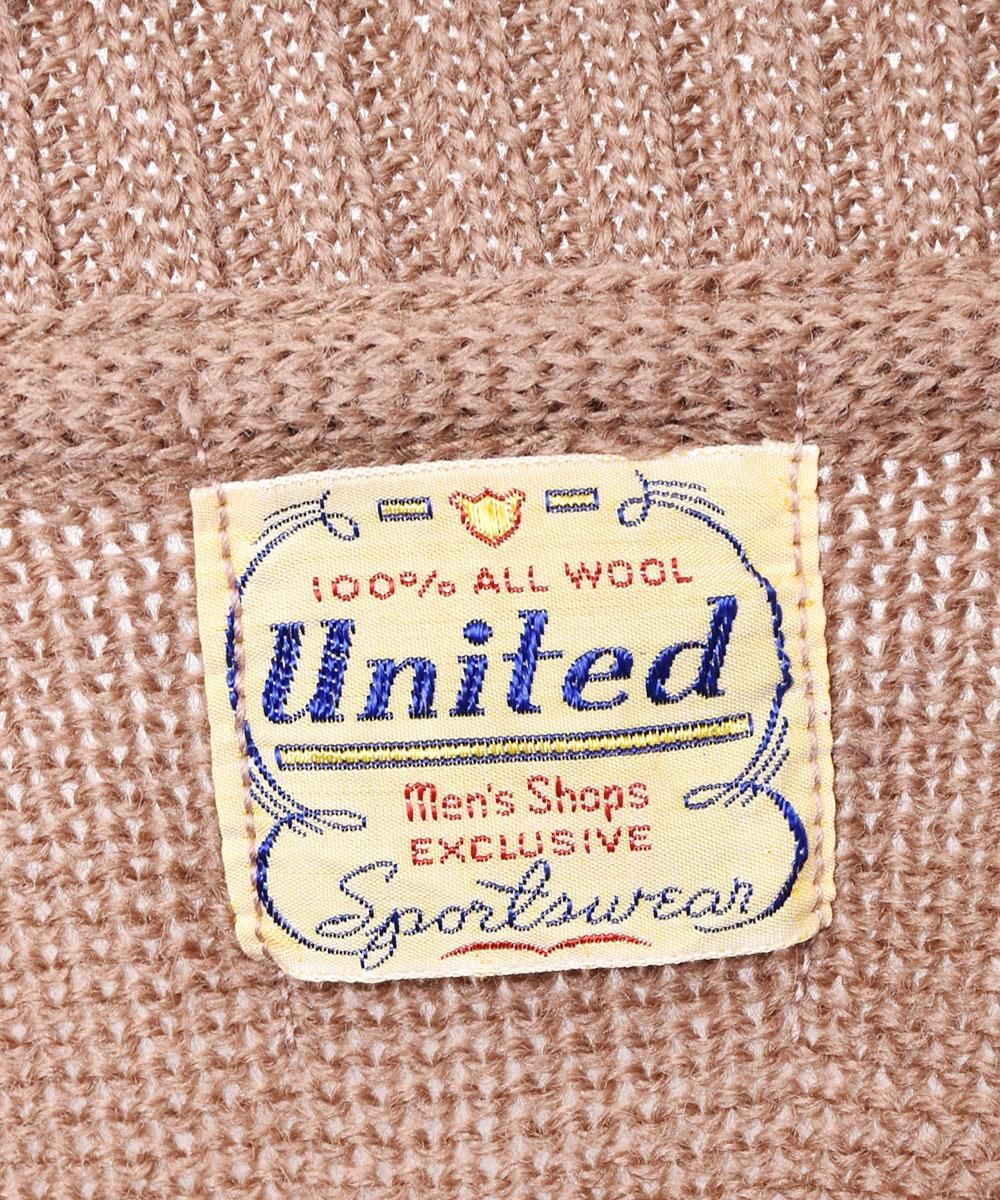 100% ALL WOOL
United
Men's Shops
EXCLUSIVE
Sportswear